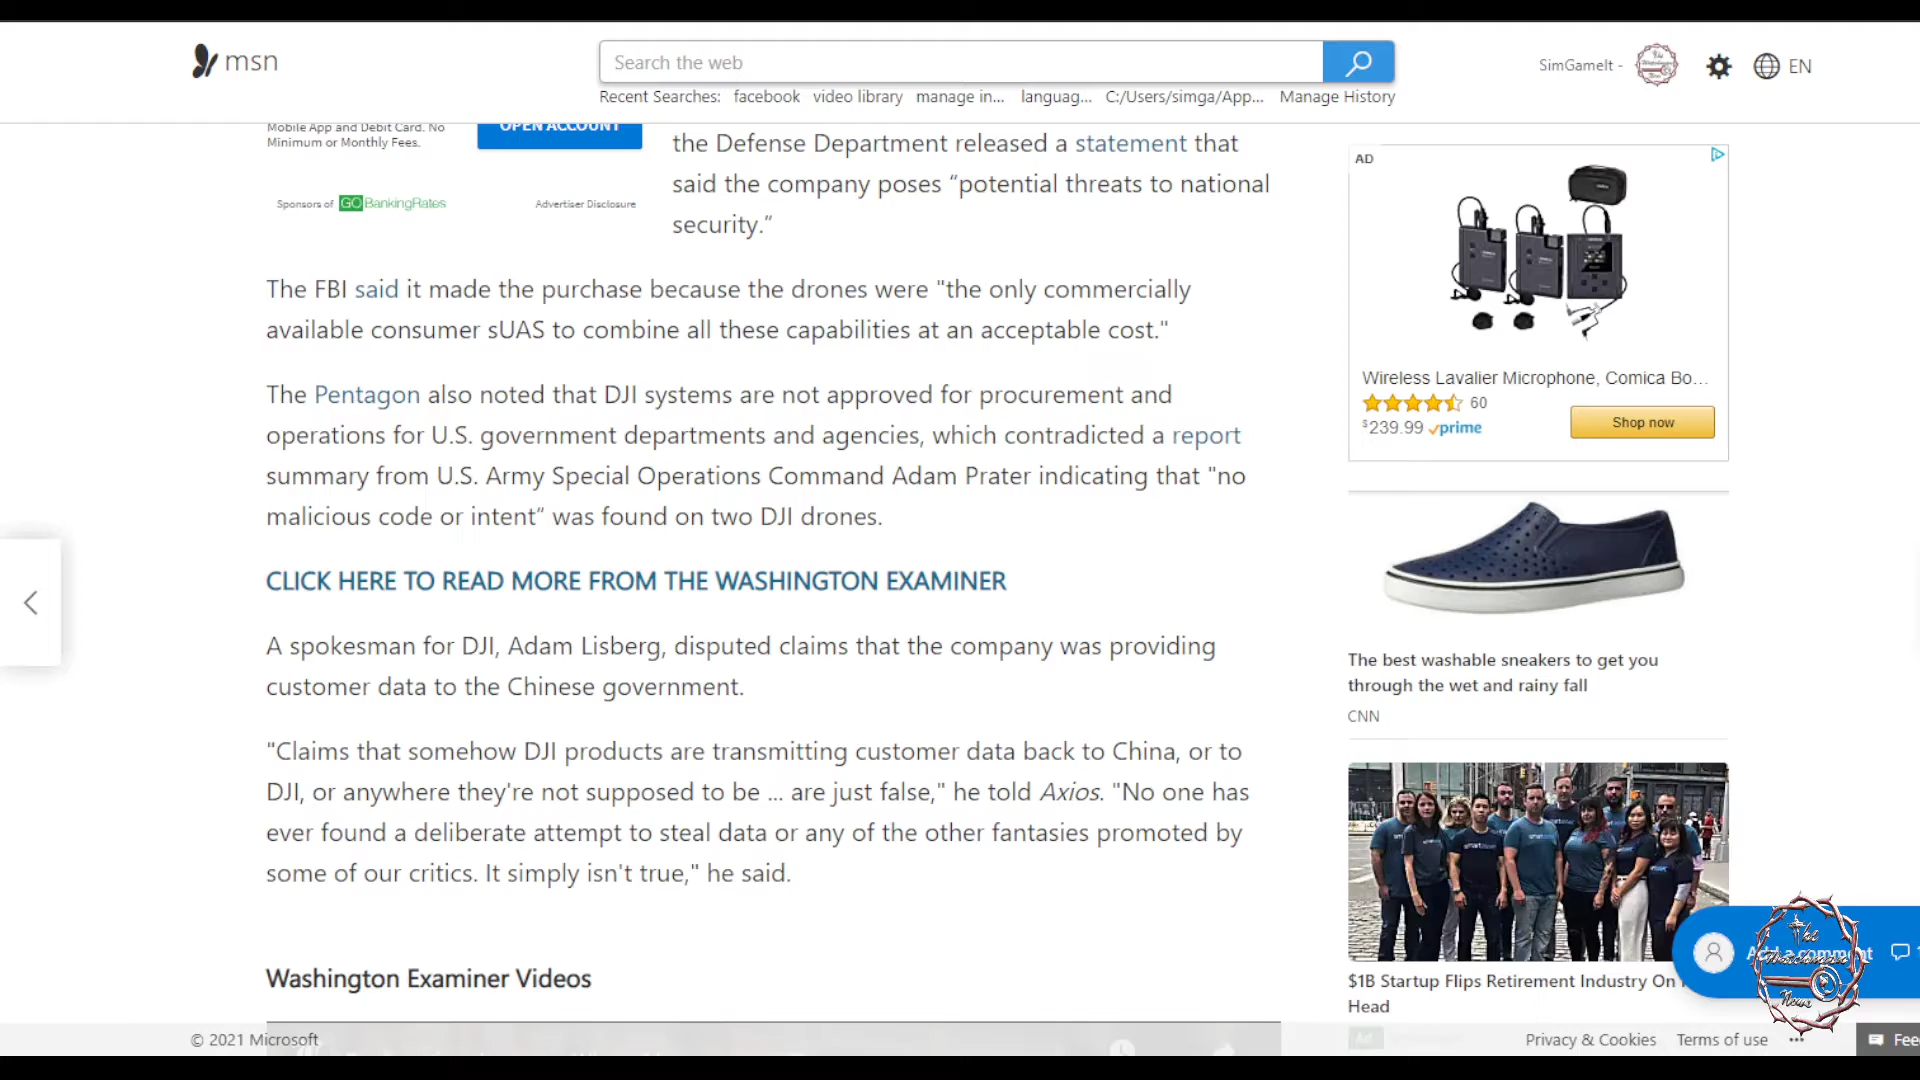 msn
Search the web
SimGameIt -
EN
Recent Searches: facebook video library manage in... languag... C:/Users/simga/App... Manage History
Mobile App and Debit Card. No
Minimum or Monthly Fees.
OPEN ACCOUNT
Sponsors of GOBankingRates
Advertiser Disclosure
the Defense Department released a statement that
said the company poses “potential threats to national
security.”
The FBI said it made the purchase because the drones were "the only commercially
available consumer sUAS to combine all these capabilities at an acceptable cost."
The Pentagon also noted that DJI systems are not approved for procurement and
operations for U.S. government departments and agencies, which contradicted a report
summary from U.S. Army Special Operations Command Adam Prater indicating that "no
malicious code or intent“ was found on two DJI drones.
CLICK HERE TO READ MORE FROM THE WASHINGTON EXAMINER
A spokesman for DJI, Adam Lisberg, disputed claims that the company was providing
customer data to the Chinese government.
"Claims that somehow DJI products are transmitting customer data back to China, or to
DJI, or anywhere they're not supposed to be ... are just false," he told Axios. "No one has
ever found a deliberate attempt to steal data or any of the other fantasies promoted by
some of our critics. It simply isn't true," he said.
Washington Examiner Videos
AD
Wireless Lavalier Microphone, Comica Bo...
60
$239.99 prime
Shop now
The best washable sneakers to get you
through the wet and rainy fall
CNN
$1B Startup Flips Retirement Industry On
Head
Ad
Add a comment
The
Watchman
News
© 2021 Microsoft
Privacy & Cookies
Terms of use
...
Fee